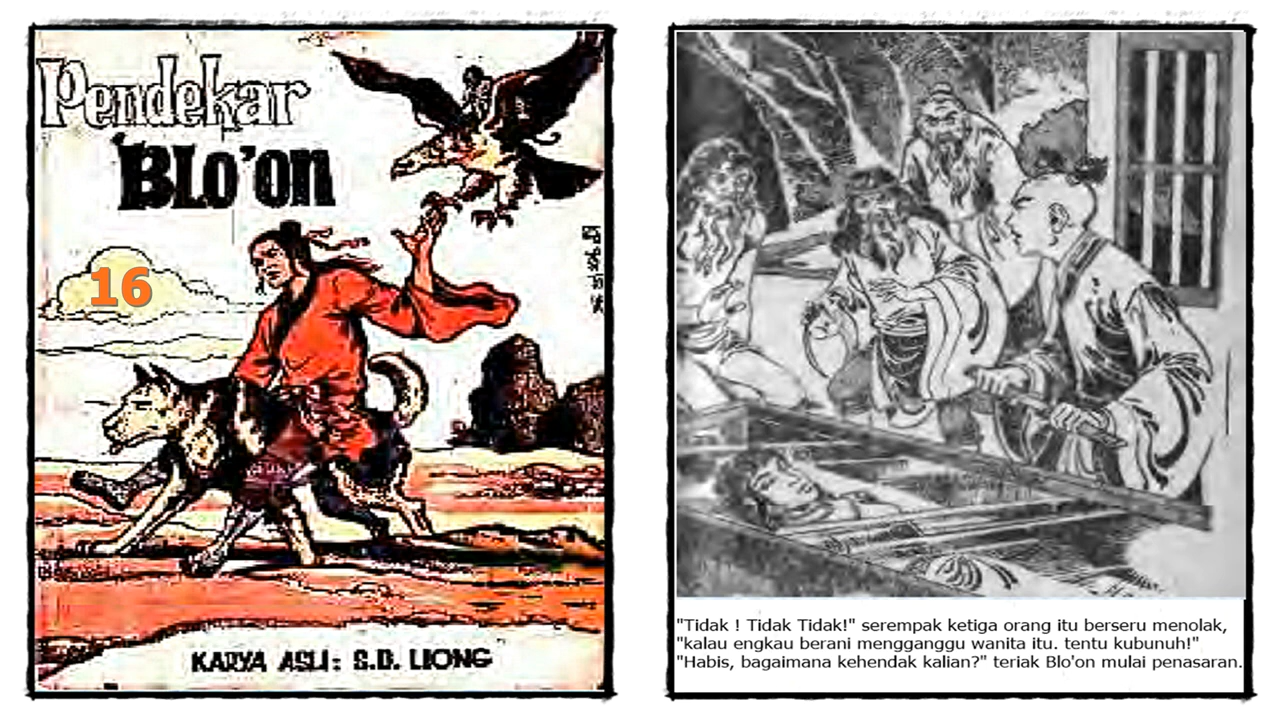 Pendekar
'BLO'ON
16
KARYA ASLI: S.D. LIONG
"Tidak ! Tidak Tidak!" serempak ketiga orang itu berseru menolak,
"kalau engkau berani mengganggu wanita itu. tentu kubunuh!"
"Habis, bagaimana kehendak kalian?" teriak Blo'on mulai penasaran.